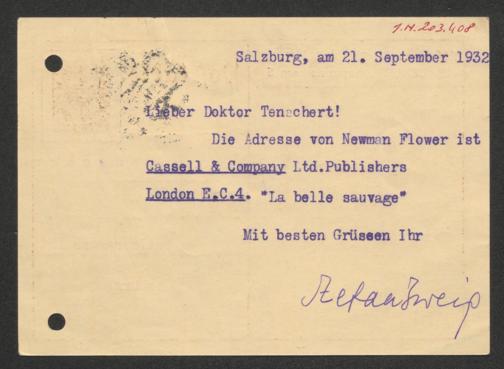 I.N. 203.408
Salzburg, am 21. September 1932
Lieber Doktor Tenschert!
Die Adresse von Newman Flower ist
Cassell & Company Ltd.Publishers
London E.C.4. "La belle sauvage"
Mit besten Grüssen Ihr
Stefan Zweig